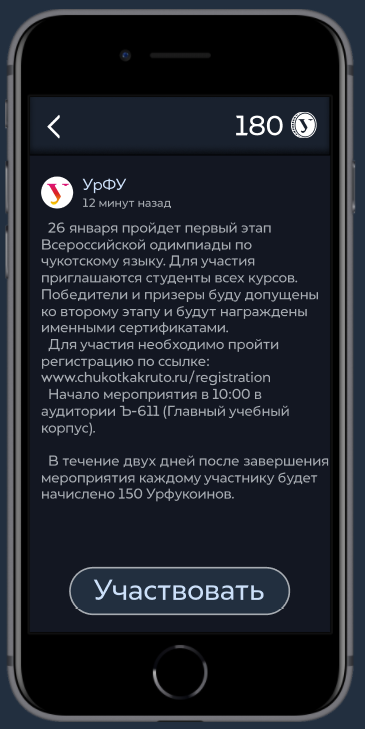 180
УрФУ
12 минут назад
26 января пройдет первый этап
Всероссийской одимпиады по
чукотскому языку. Для участия
приглашаются студенты всех курсов.
Победители и призеры буду допущены
ко второму этапу и будут награждены
именными сертификатами.
Для участия необходимо пройти
регистрацию по ссылке:
www.chukotkakruto.ru/registration
Начало мероприятия в 10:00 в
аудитории Ъ-611 (Главный учебный
корпус).
В течение двух дней после завершения
мероприятия каждому участнику будет
начислено 150 Урфукоинов.
Участвовать